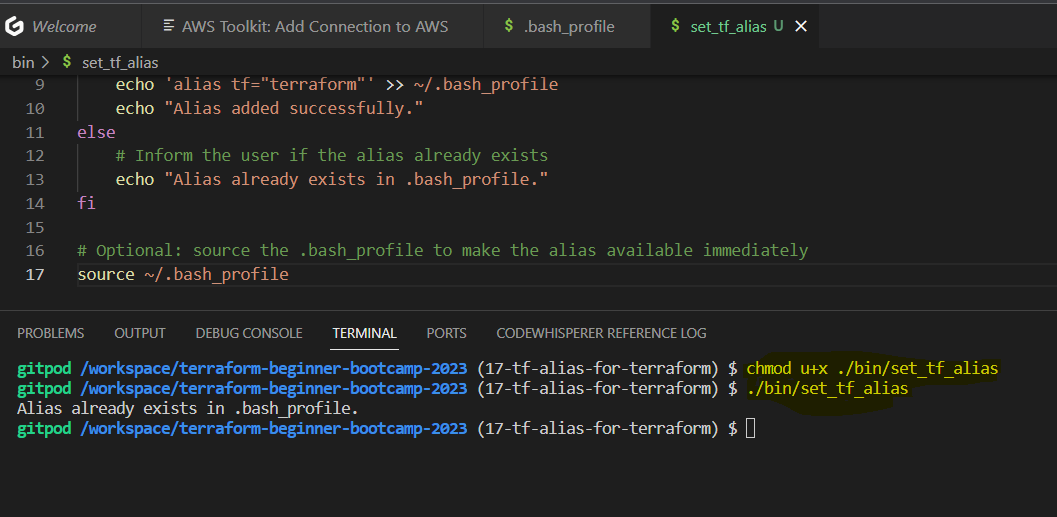 Welcome AWS Toolkit: Add Connection to AWS $ .bash_profile $ set_tf_alias U ×
bin > $ set_tf_alias
9 echo 'alias tf="terraform"' >> ~/.bash_profile
10 echo "Alias added successfully."
11 else
12 # Inform the user if the alias already exists
13 echo "Alias already exists in .bash_profile."
14 fi
15
16 # Optional: source the .bash_profile to make the alias available immediately
17 source ~/.bash_profile
PROBLEMS OUTPUT DEBUG CONSOLE TERMINAL PORTS CODEWHISPERER REFERENCE LOG
gitpod /workspace/terraform-beginner-bootcamp-2023 (17-tf-alias-for-terraform) $ chmod u+x ./bin/set_tf_alias
gitpod /workspace/terraform-beginner-bootcamp-2023 (17-tf-alias-for-terraform) $ ./bin/set_tf_alias
Alias already exists in .bash_profile.
gitpod /workspace/terraform-beginner-bootcamp-2023 (17-tf-alias-for-terraform) $